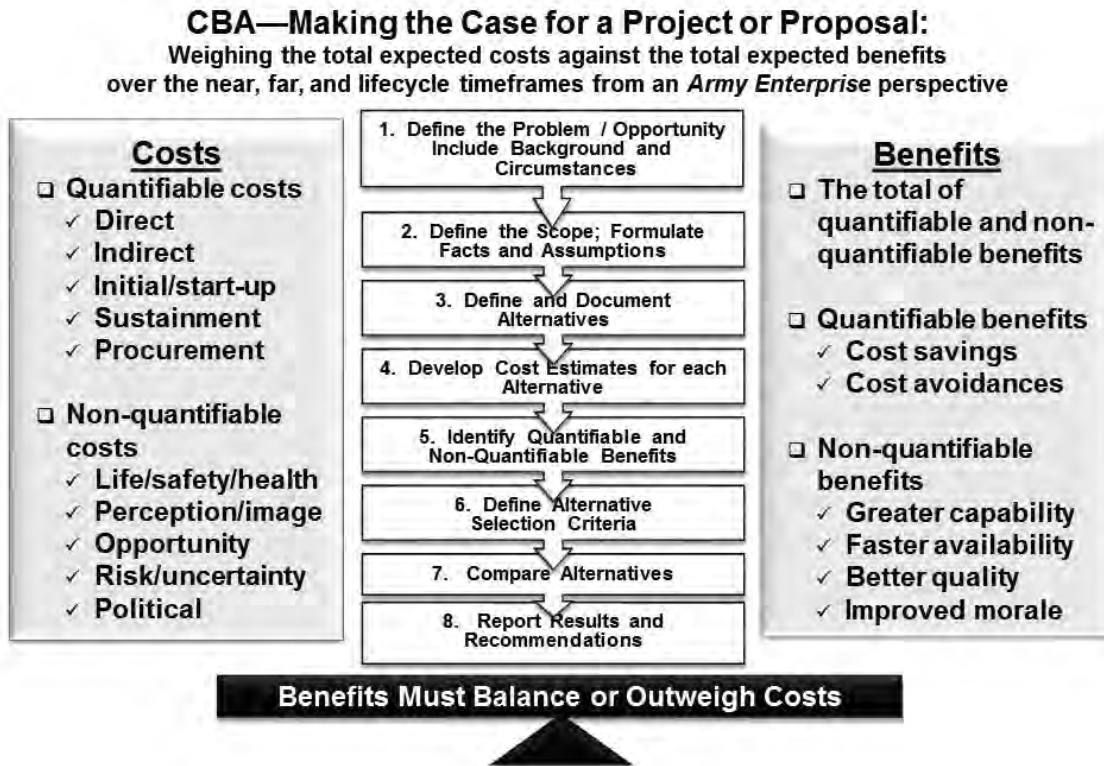 CBA—Making the Case for a Project or Proposal:
Weighing the total expected costs against the total expected benefits
over the near, far, and lifecycle timeframes from an Army Enterprise perspective
Costs
❑ Quantifiable costs
✓ Direct
✓ Indirect
✓ Initial/start-up
✓ Sustainment
✓ Procurement
❑ Non-quantifiable
costs
✓ Life/safety/health
✓ Perception/image
✓ Opportunity
✓ Risk/uncertainty
✓ Political
1. Define the Problem / Opportunity
Include Background and
Circumstances
2. Define the Scope; Formulate
Facts and Assumptions
3. Define and Document
Alternatives
4. Develop Cost Estimates for each
Alternative
5. Identify Quantifiable and
Non-Quantifiable Benefits
6. Define Alternative
Selection Criteria
7. Compare Alternatives
8. Report Results and
Recommendations
Benefits
❑ The total of
quantifiable and non-
quantifiable benefits
❑ Quantifiable benefits
✓ Cost savings
✓ Cost avoidances
❑ Non-quantifiable
benefits
✓ Greater capability
✓ Faster availability
✓ Better quality
✓ Improved morale
Benefits Must Balance or Outweigh Costs